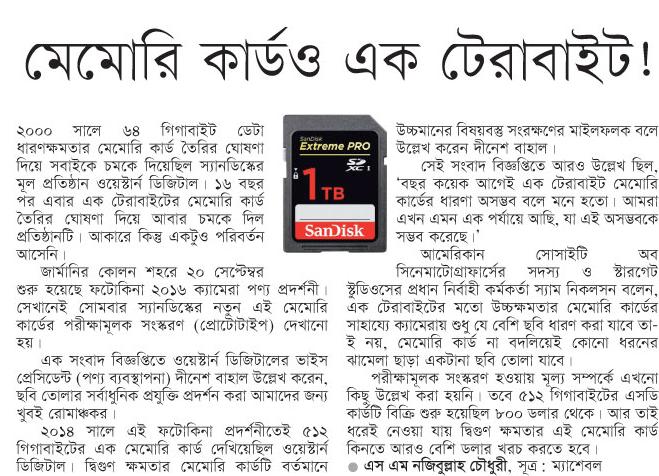 মেমোরি কার্ডও এক টেরাবাইট!
২০০০ সালে ৬৪ গিগাবাইট ডেটা
ধারণক্ষমতার মেমোরি কার্ড তৈরির ঘোষণা
দিয়ে সবাইকে চমকে দিয়েছিল স্যানডিস্কের
মূল প্রতিষ্ঠান ওয়েস্টার্ন ডিজিটাল। ১৬ বছর
পর এবার এক টেরাবাইটের মেমোরি কার্ড
তৈরির ঘোষণা দিয়ে আবার চমকে দিল
প্রতিষ্ঠানটি। আকারে কিন্তু একটুও পরিবর্তন
আসেনি।
জার্মানির কোলন শহরে ২০ সেপ্টেম্বর
শুরু হয়েছে ফটোকিনা ২০১৬ ক্যামেরা পণ্য প্রদর্শনী।
সেখানেই সোমবার স্যানডিস্কের নতুন এই মেমোরি
কার্ডের পরীক্ষামূলক সংস্করণ (প্রোটোটাইপ) দেখানো
হয়।
এক সংবাদ বিজ্ঞপ্তিতে ওয়েস্টার্ন ডিজিটালের ভাইস
প্রেসিডেন্ট (পণ্য ব্যবস্থাপনা) দীনেশ বাহাল উল্লেখ করেন,
ছবি তোলার সর্বাধুনিক প্রযুক্তি প্রদর্শন করা আমাদের জন্য
খুবই রোমাঞ্চকর।
২০১৪ সালে এই ফটোকিনা প্রদর্শনীতেই ৫১২
গিগাবাইটের এক মেমোরি কার্ড দেখিয়েছিল ওয়েস্টার্ন
ডিজিটাল। দ্বিগুণ ক্ষমতার মেমোরি কার্ডটি বর্তমানে
SanDisk
Extreme PRO
SDXC I
1 TB
SanDisk
উচ্চমানের বিষয়বস্তু সংরক্ষণের মাইলফলক বলে
উল্লেখ করেন দীনেশ বাহাল।
সেই সংবাদ বিজ্ঞপ্তিতে আরও উল্লেখ ছিল,
‘বছর কয়েক আগেই এক টেরাবাইট মেমোরি
কার্ডের ধারণা অসম্ভব বলে মনে হতো। আমরা
এখন এমন এক পর্যায়ে আছি, যা এই অসম্ভবকে
সম্ভব করেছে।’
আমেরিকান সোসাইটি অব
সিনেমাটোগ্রাফার্সের সদস্য ও স্টারগেট
স্টুডিওসের প্রধান নির্বাহী কর্মকর্তা স্যাম নিকলসন বলেন,
এক টেরাবাইটের মতো উচ্চক্ষমতার মেমোরি কার্ডের
সাহায্যে ক্যামেরায় শুধু যে বেশি ছবি ধারণ করা যাবে তা-
ই নয়, মেমোরি কার্ড না বদলিয়েই কোনো ধরনের
ঝামেলা ছাড়া একটানা ছবি তোলা যাবে।
পরীক্ষামূলক সংস্করণ হওয়ায় মূল্য সম্পর্কে এখনো
কিছু উল্লেখ করা হয়নি। তবে ৫১২ গিগাবাইটের এসডি
কার্ডটি বিক্রি শুরু হয়েছিল ৮০০ ডলার থেকে। আর তাই
ধরেই নেওয়া যায় দ্বিগুণ ক্ষমতার এই মেমোরি কার্ড
কিনতে আরও বেশি ডলার খরচ করতে হবে।
● এস এম নজিবুল্লাহ চৌধুরী, সূত্র: ম্যাশেবল